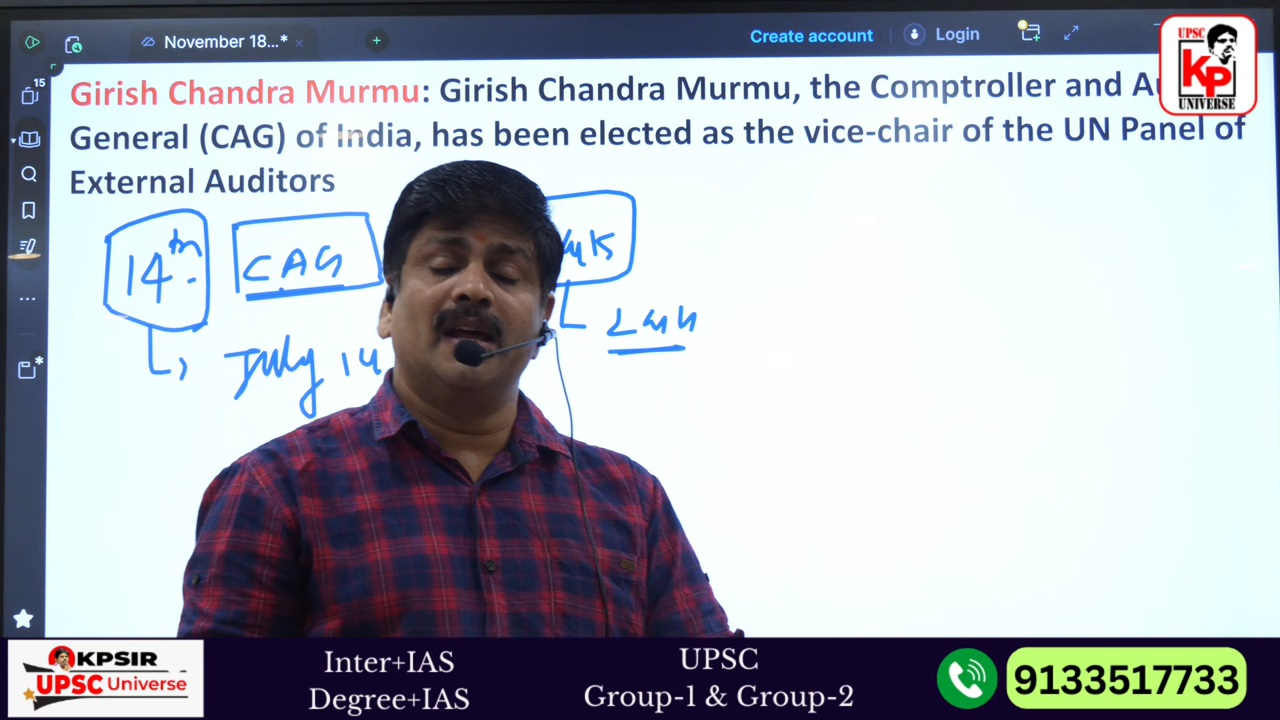 November 18...*
Create account
Login
15
UPSC
KP
UNIVERSE
Girish Chandra Murmu: Girish Chandra Murmu, the Comptroller and Au
General (CAG) of India, has been elected as the vice-chair of the UN Panel of
External Auditors
14th
CAG
July 14
KPSIR
UPSC Universe
Inter+IAS
Degree+IAS
UPSC
Group-1 & Group-2
9133517733